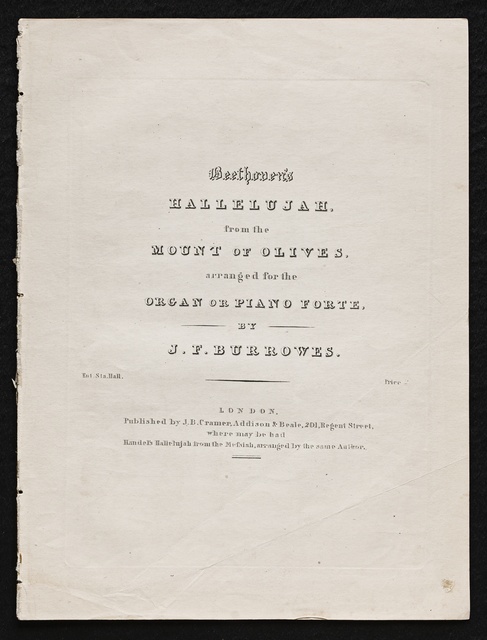 Beethoven's
HALLELUJAH,
from the
MOUNT OF OLIVES,
arranged for the
ORGAN OR PIANO FORTE,
BY
J. F. BURROWES.
Ent. Sta. Hall. Price
LONDON,
Published by J. B. Cramer, Addison & Beale, 201, Regent Street,
where may be had
Handel's Hallelujah from the Meſsiah, arranged by the same Author.